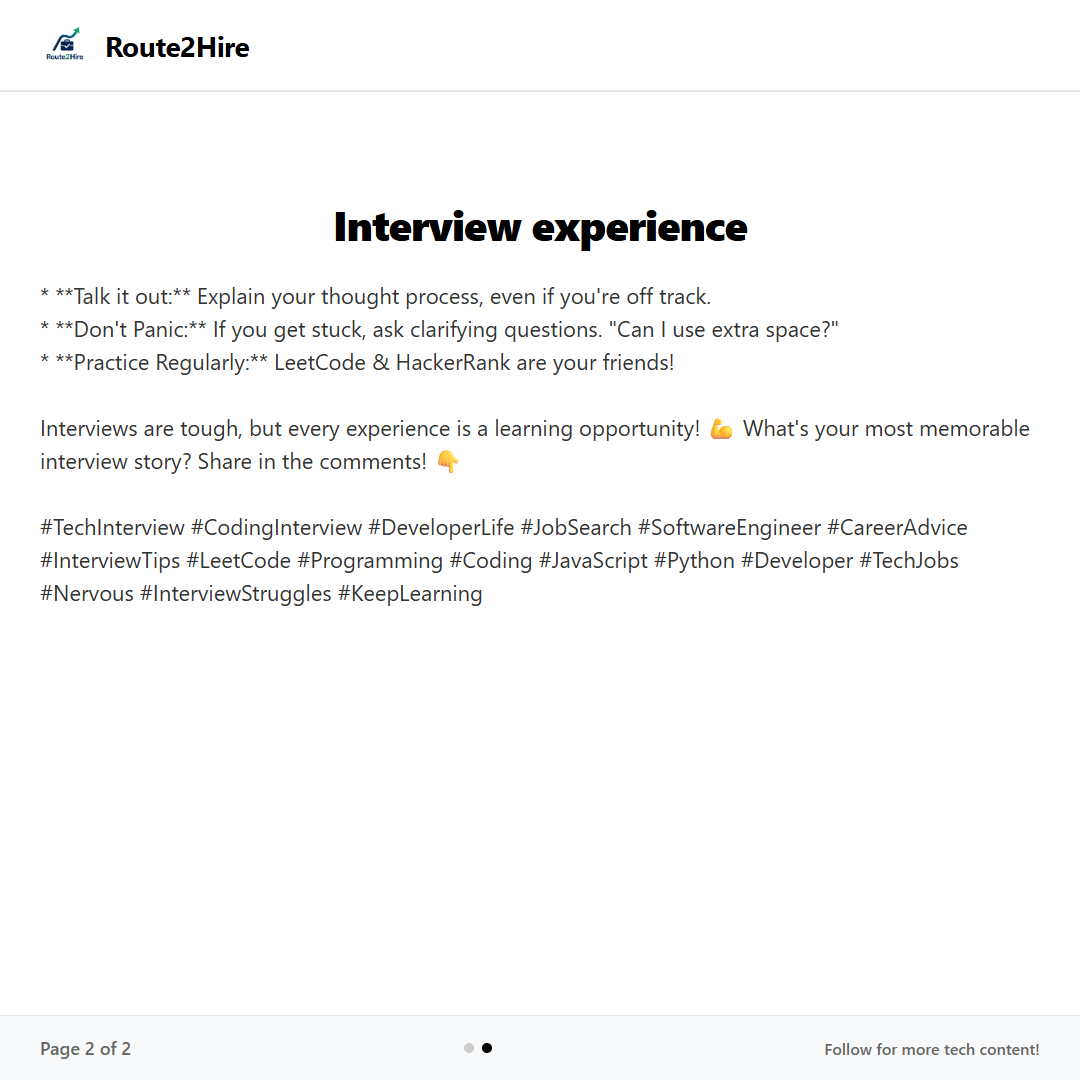 Route2Hire
Route2Hire
Interview experience
* **Talk it out:** Explain your thought process, even if you're off track.
* **Don't Panic:** If you get stuck, ask clarifying questions. "Can I use extra space?"
* **Practice Regularly:** LeetCode & HackerRank are your friends!
Interviews are tough, but every experience is a learning opportunity! 💪 What's your most memorable
interview story? Share in the comments! 👇
#TechInterview #CodingInterview #DeveloperLife #JobSearch #SoftwareEngineer #CareerAdvice
#InterviewTips #LeetCode #Programming #Coding #JavaScript #Python #Developer #TechJobs
#Nervous #InterviewStruggles #KeepLearning
Page 2 of 2
Follow for more tech content!